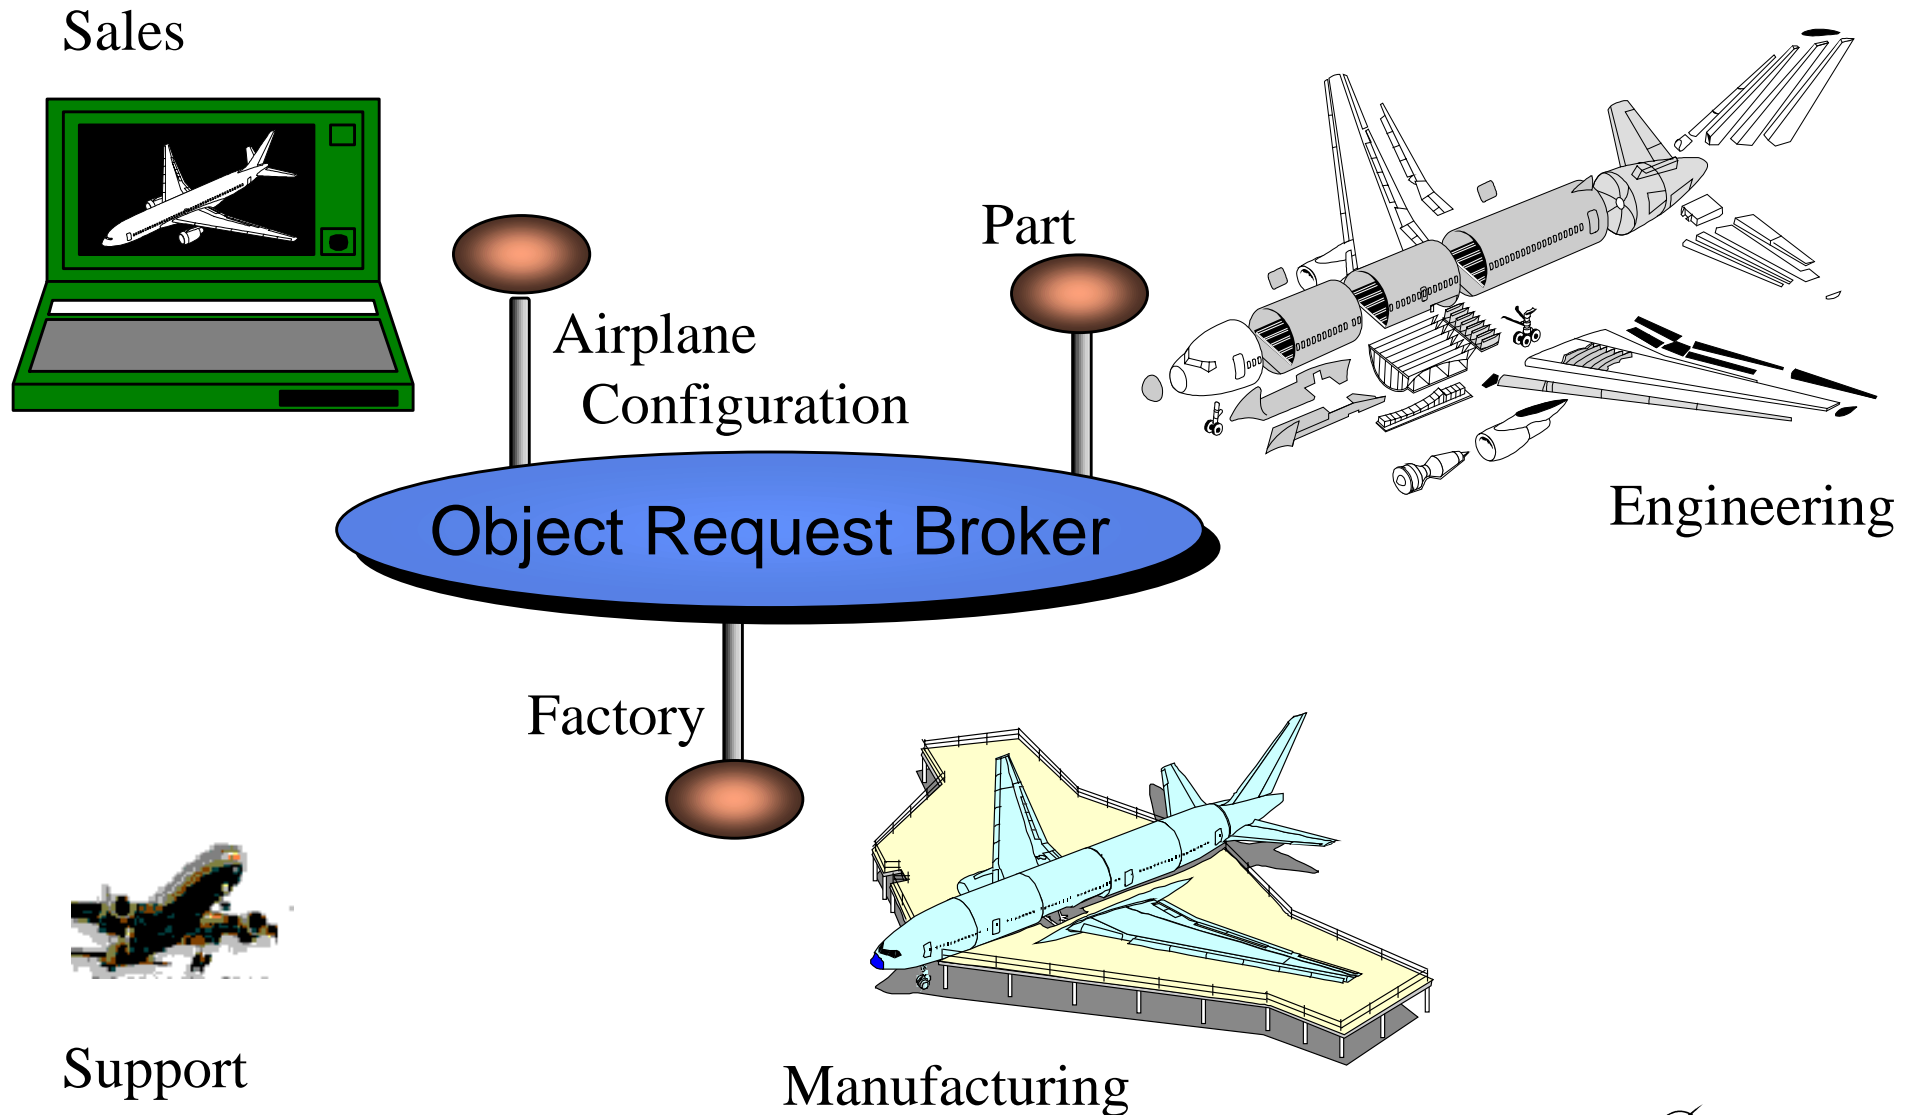 Sales
Part
Airplane
Configuration
Engineering
Object Request Broker
Factory
Support
Manufacturing